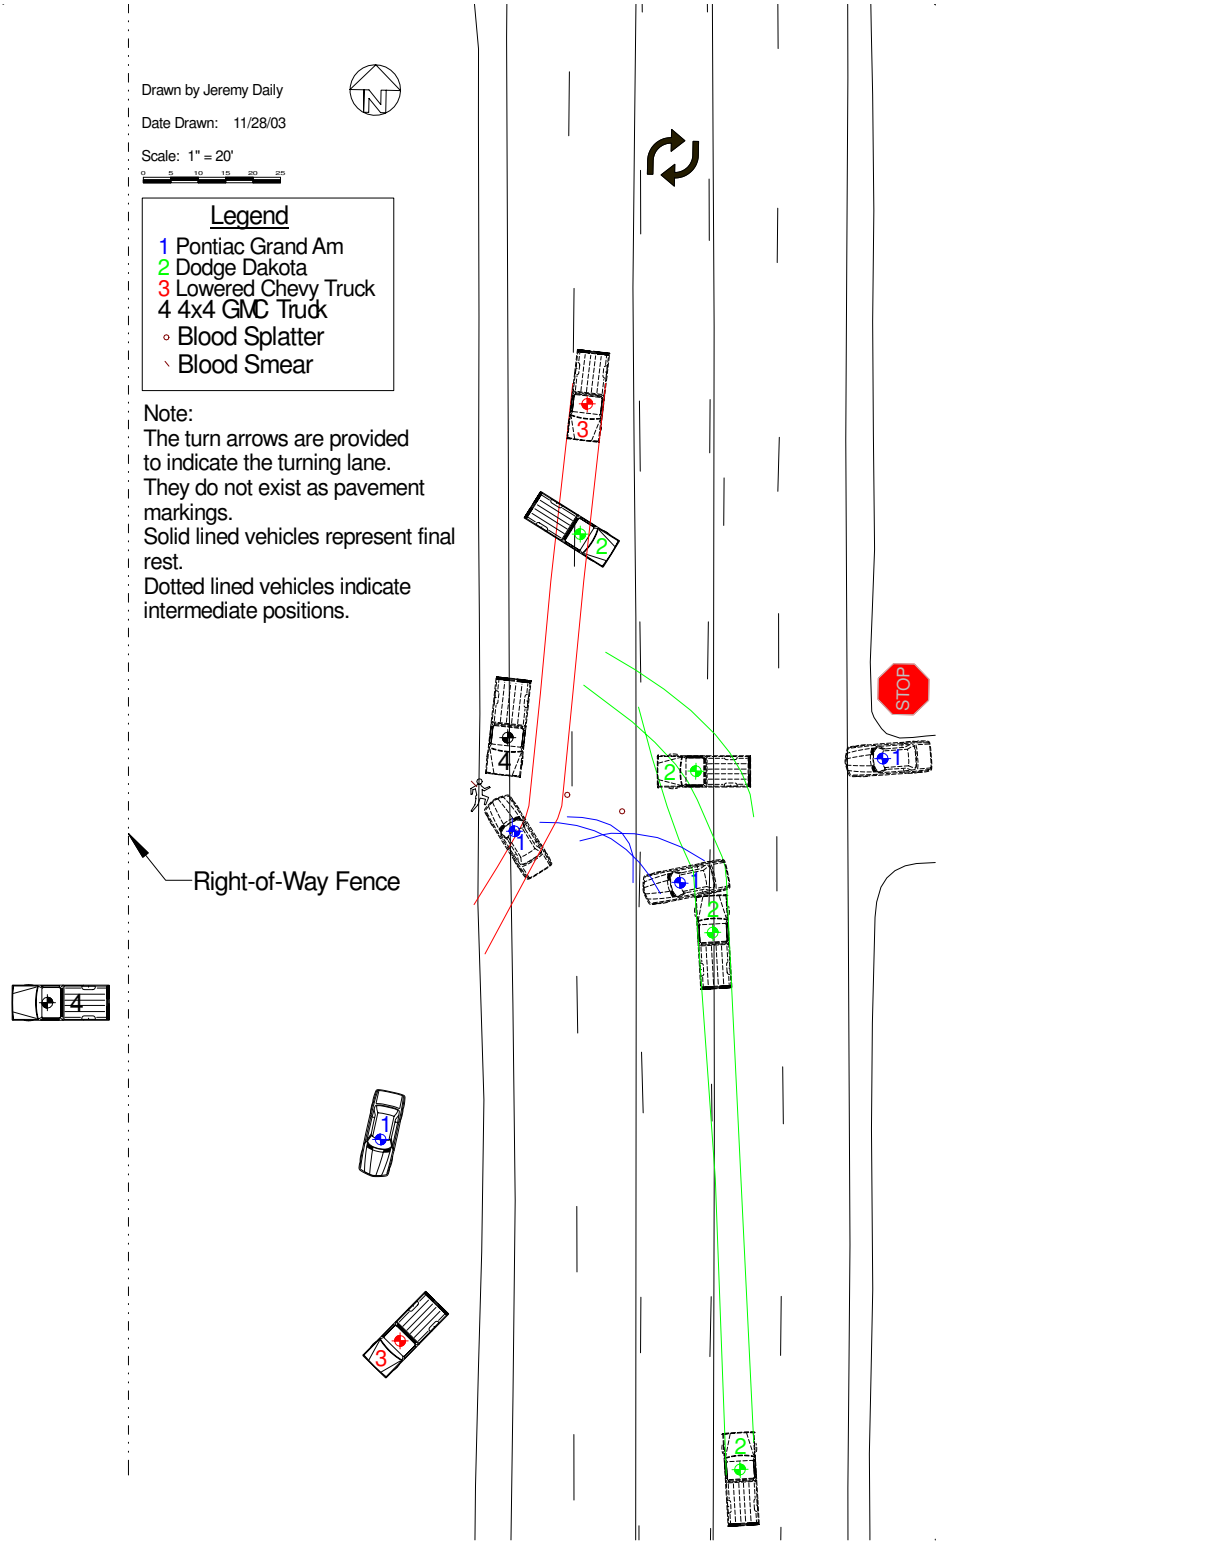 Drawn by Jeremy Daily
N
Date Drawn: 11/28/03
Scale: 1" = 20'
0 5 10 15 20 25
Legend
1 Pontiac Grand Am
2 Dodge Dakota
3 Lowered Chevy Truck
4 4x4 GMC Truck
Blood Splatter
Blood Smear
Note:
The turn arrows are provided
to indicate the turning lane.
They do not exist as pavement
markings.
Solid lined vehicles represent final
rest.
Dotted lined vehicles indicate
intermediate positions.
3
2
STOP
4
2
1
1
Right-of-Way Fence
1
2
4
1
3
2